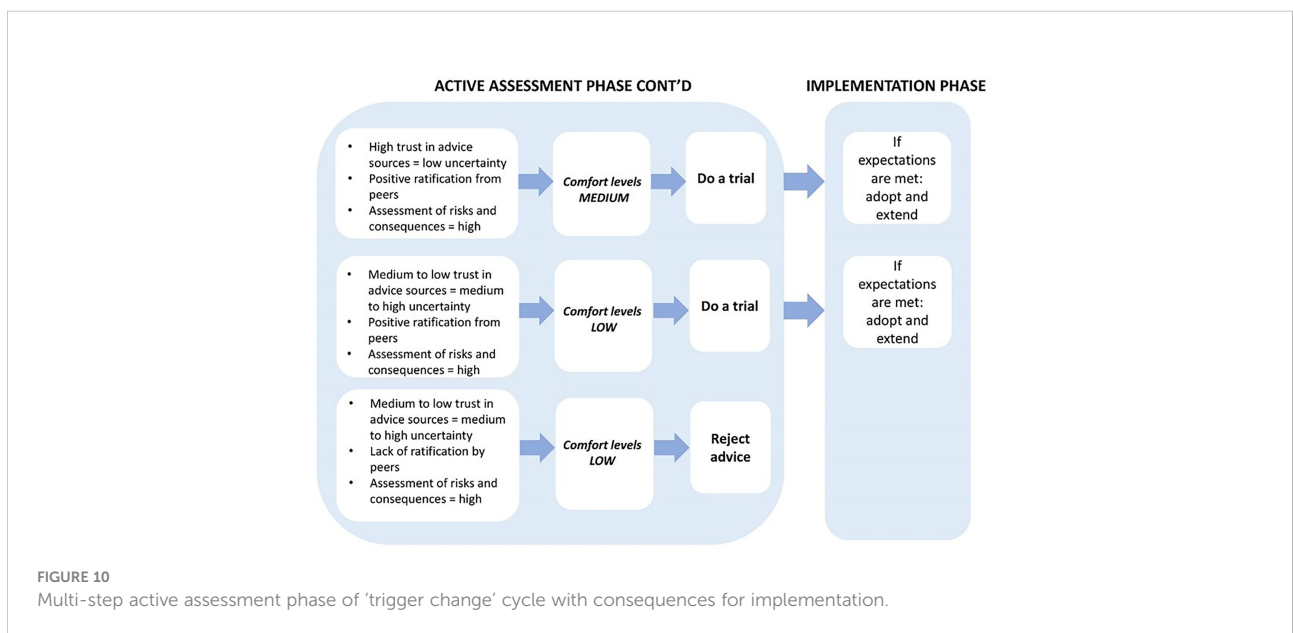 ACTIVE ASSESSMENT PHASE CONT'D
IMPLEMENTATION PHASE
• High trust in advice
sources = low uncertainty
• Positive ratification from
peers
• Assessment of risks and
consequences = high
Comfort levels
MEDIUM
Do a trial
If
expectations
are met:
adopt and
extend
• Medium to low trust in
advice sources = medium
to high uncertainty
• Positive ratification from
peers
• Assessment of risks and
consequences = high
Comfort levels
LOW
Do a trial
If
expectations
are met:
adopt and
extend
• Medium to low trust in
advice sources = medium
to high uncertainty
• Lack of ratification by
peers
• Assessment of risks and
consequences = high
Comfort levels
LOW
Reject
advice
FIGURE 10
Multi-step active assessment phase of ‘trigger change’ cycle with consequences for implementation.